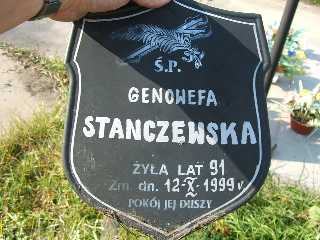 Ś.P.
GENOWEFA
STANCZEWSKA
ŻYŁA LAT 91
Zm. dn. 12-X-1999 r.
POKÓJ JEJ DUSZY